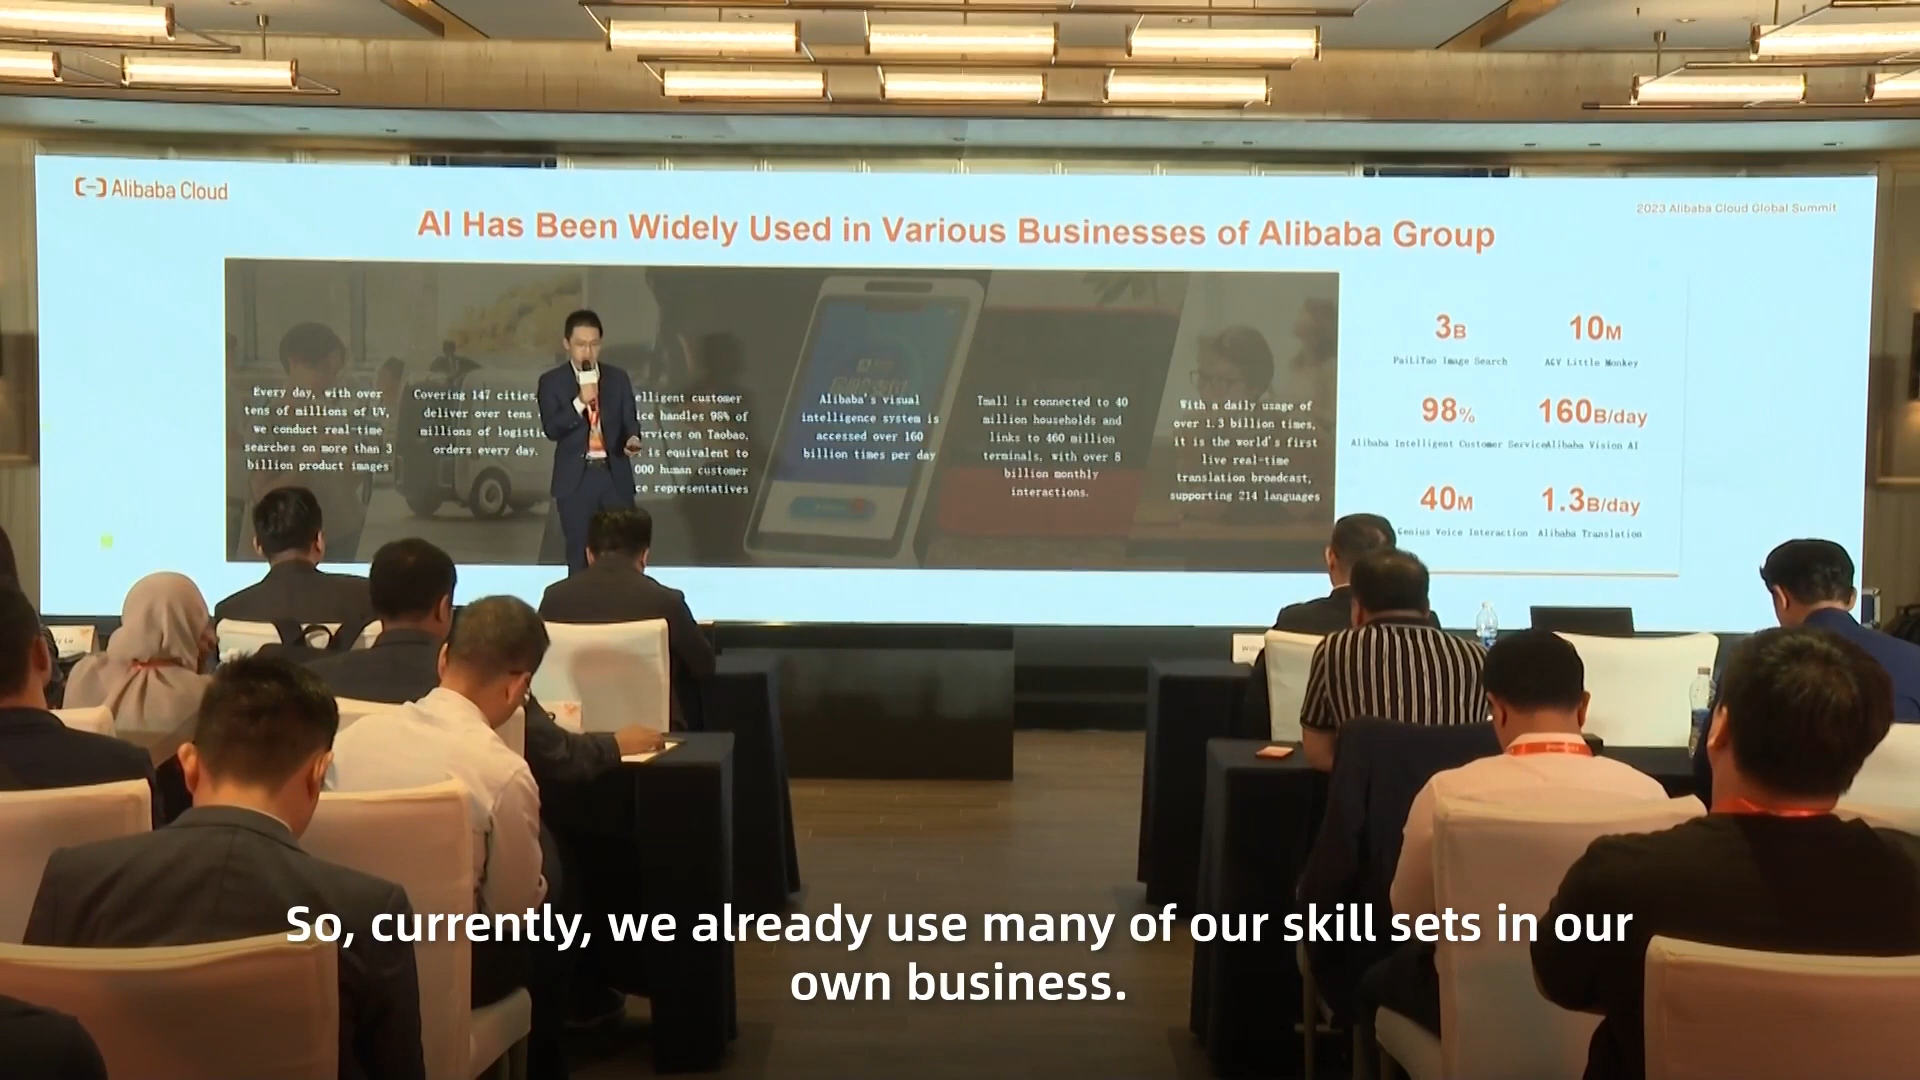 Alibaba Cloud
2023 Alibaba Cloud Global Summit
AI Has Been Widely Used in Various Businesses of Alibaba Group
Every day, with over
tens of millions of UV,
we conduct real-time
searches on more than 3
billion product images
Covering 147 cities,
deliver over tens
millions of logisti
orders every day.
elligent customer
ice handles 98% of
rvices on Taobao,
is equivalent to
000 human customer
ce representatives
Alibaba's visual
intelligence system is
accessed over 160
billion times per day
Tmall is connected to 40
million households and
links to 460 million
terminals, with over 8
billion monthly
interactions.
With a daily usage of
over 1.3 billion times,
it is the world's first
live real-time
translation broadcast,
supporting 214 languages
3B
PaiLiTao Image Search
10M
ACV Little Monkey
98%
Alibaba Intelligent Customer Service
160B/day
Alibaba Vision AI
40M
Genius Voice Interaction
1.3B/day
Alibaba Translation
So, currently, we already use many of our skill sets in our
own business.